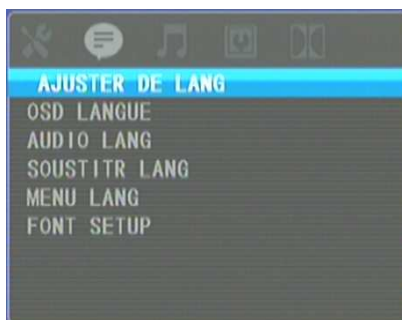 AJUSTER DE LANG
OSD LANGUE
AUDIO LANG
SOUSTITR LANG
MENU LANG
FONT SETUP